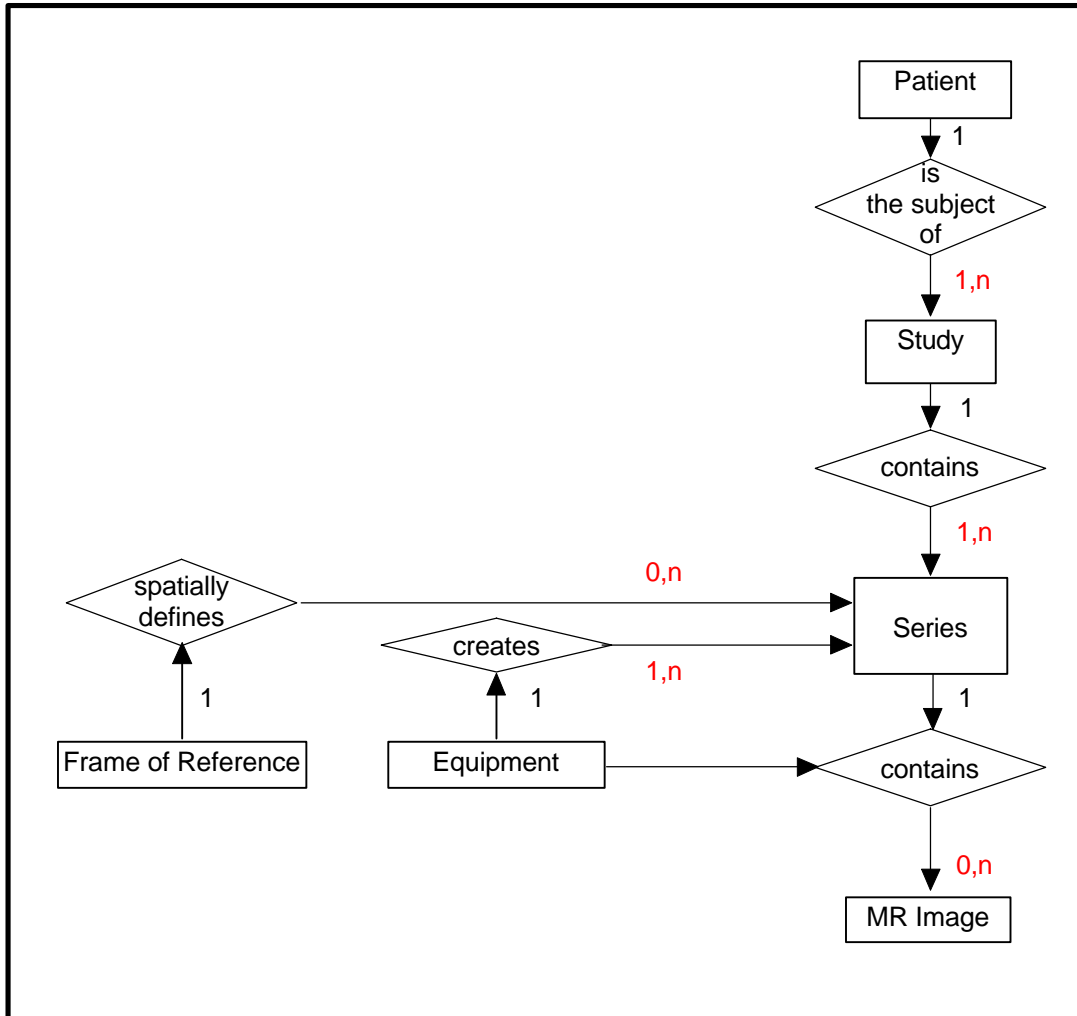 Patient
1
is
the subject
of
1,n
Study
1
contains
1,n
spatially
defines
0,n
Series
creates
1,n
1
1
1
Frame of Reference
Equipment
contains
0,n
MR Image